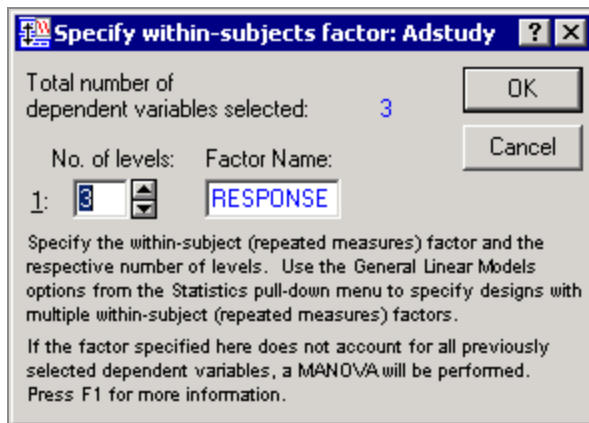 Specify within-subjects factor: Adstudy ? X
Total number of
dependent variables selected: 3
OK
Cancel
No. of levels: Factor Name:
1: 3 RESPONSE
Specify the within-subject (repeated measures) factor and the
respective number of levels. Use the General Linear Models
options from the Statistics pull-down menu to specify designs with
multiple within-subject (repeated measures) factors.
If the factor specified here does not account for all previously
selected dependent variables, a MANOVA will be performed.
Press F1 for more information.